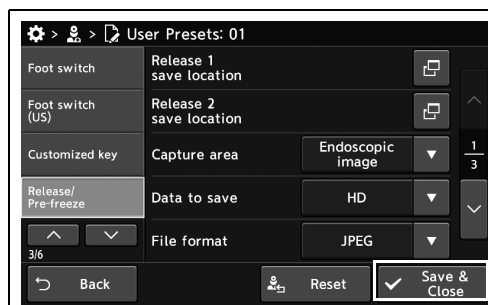 > > User Presets: 01
Foot switch
Foot switch
(US)
Customized key
Release/
Pre-freeze
3/6
Release 1
save location
Release 2
save location
Capture area
Endoscopic
image
Data to save
HD
File format
JPEG
1
3
Back
Reset
Save &
Close